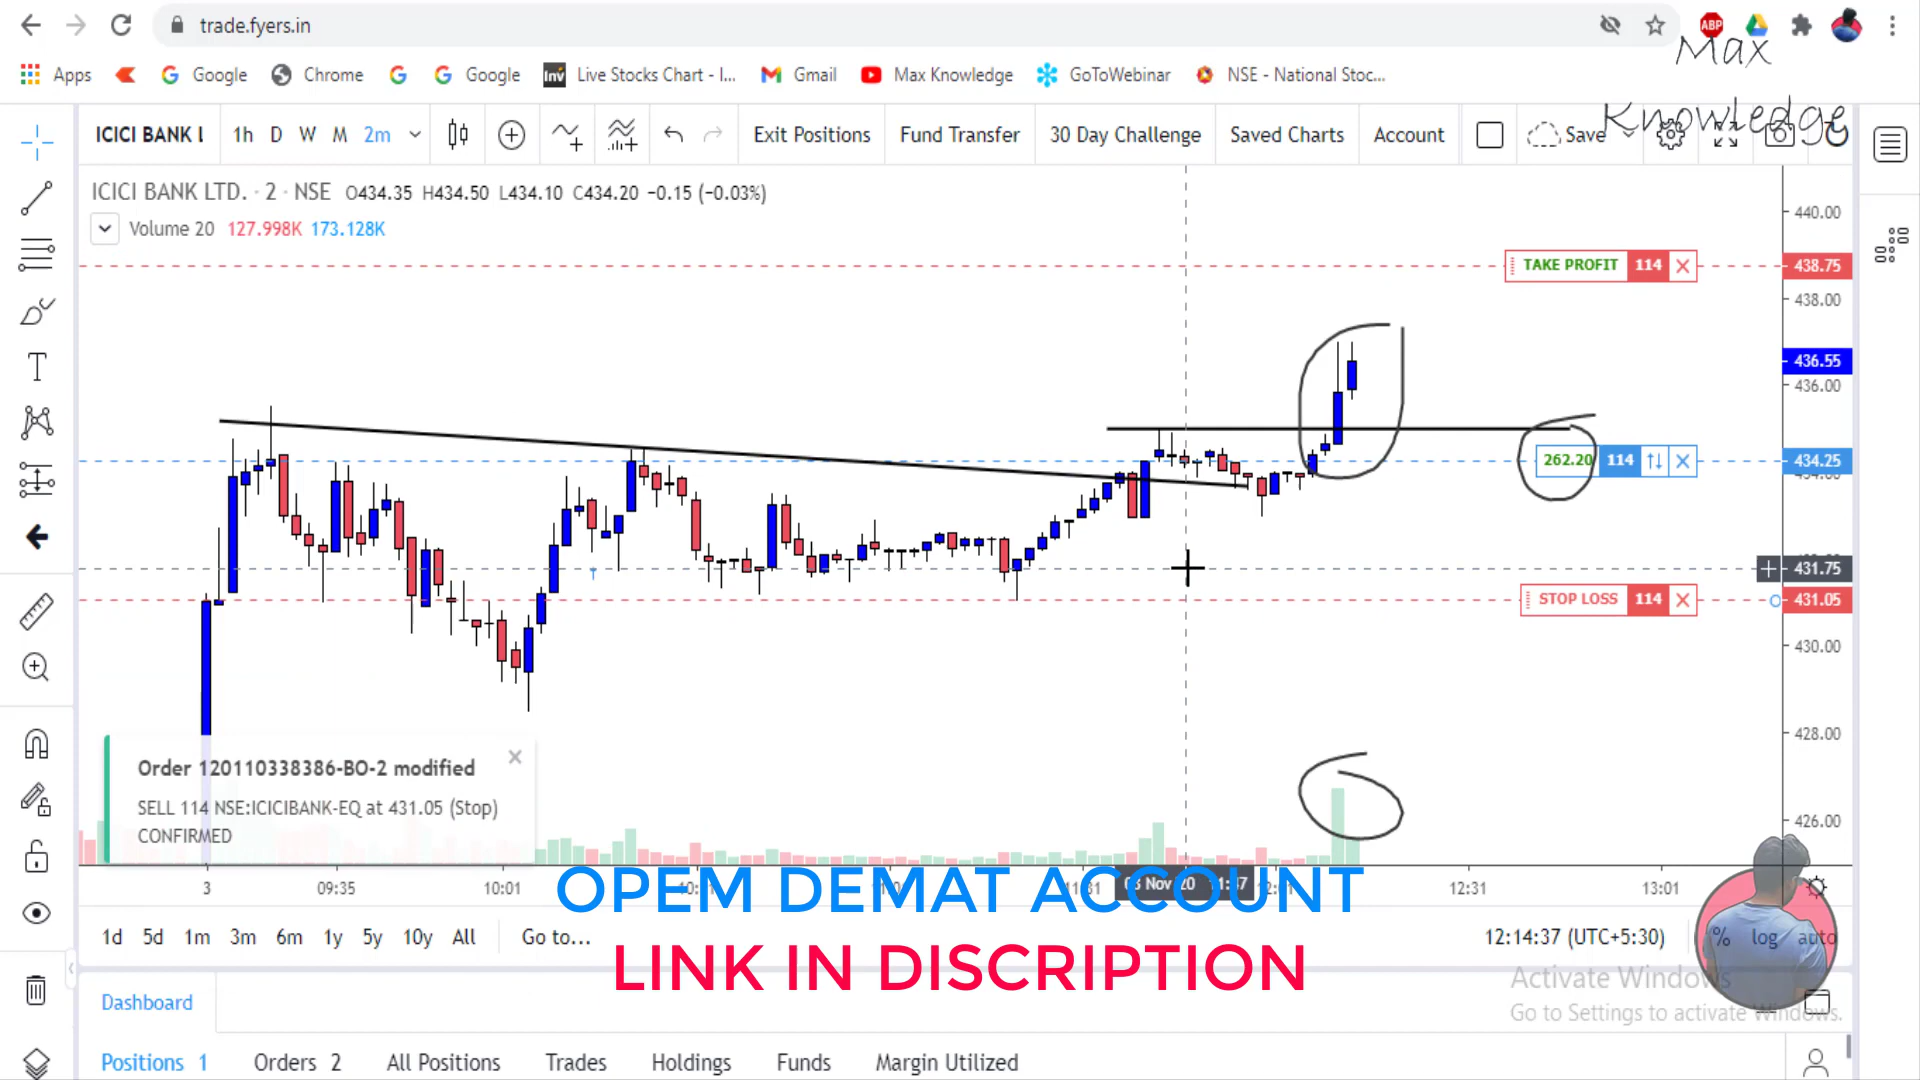 trade.fyers.in
ABP
Max
Apps Google Chrome Google Inv Live Stocks Chart - I... Gmail Max Knowledge GoToWebinar NSE - National Stoc...
Knowledge
ICICI BANK L 1h D W M 2m Exit Positions Fund Transfer 30 Day Challenge Saved Charts Account Save
ICICI BANK LTD. · 2 · NSE O434.35 H434.50 L434.10 C434.20 −0.15 (−0.03%)
Volume 20 127.998K 173.128K
440.00
TAKE PROFIT 114 438.75
438.00
436.55
436.00
262.20 114 434.25
431.75
STOP LOSS 114 431.05
430.00
428.00
426.00
Order 120110338386-BO-2 modified
SELL 114 NSE:ICICIBANK-EQ at 431.05 (Stop)
CONFIRMED
3 09:35 10:01 11:31 12:31 13:01
OPEM DEMAT ACCOUNT
1d 5d 1m 3m 6m 1y 5y 10y All Go to... 12:14:37 (UTC+5:30) % log auto
LINK IN DISCRIPTION
Activate Windows
Go to Settings to activate Windows.
Dashboard
Positions 1 Orders 2 All Positions Trades Holdings Funds Margin Utilized